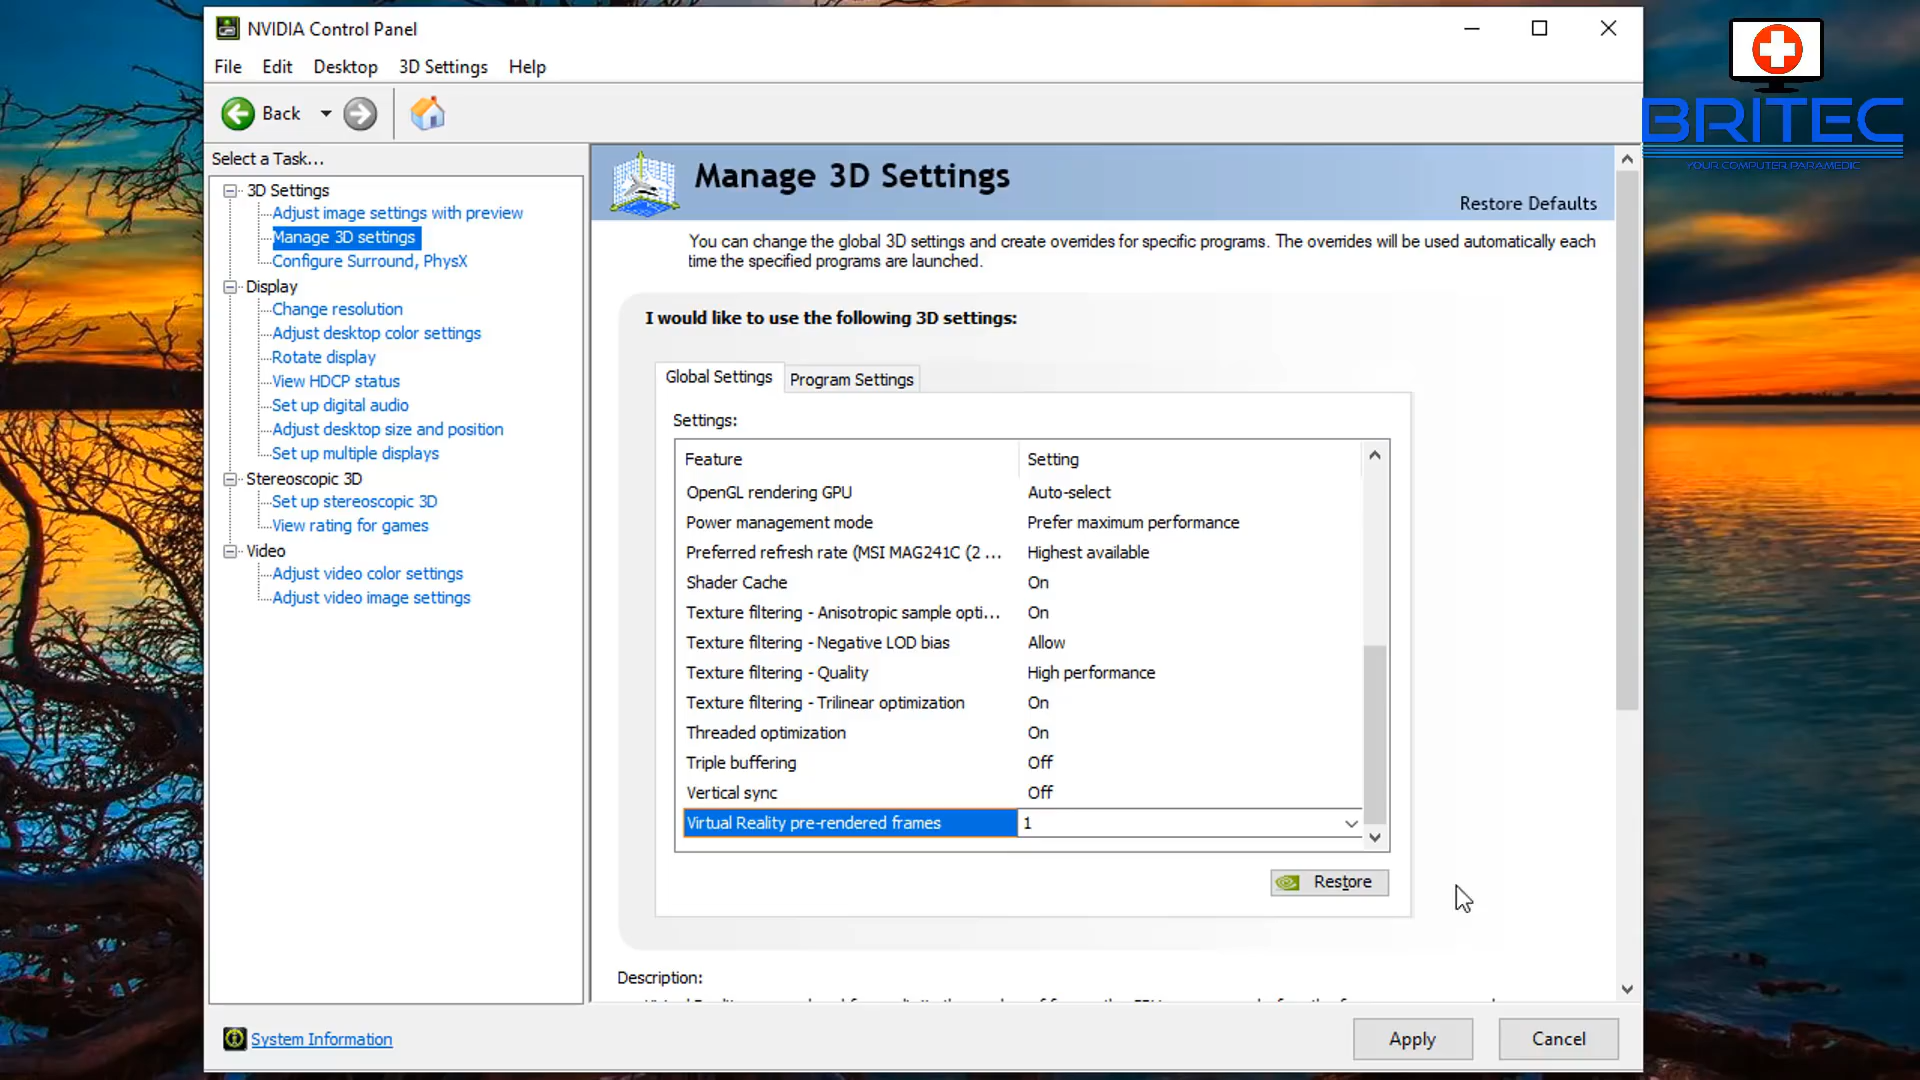 NVIDIA Control Panel
File Edit Desktop 3D Settings Help
Back
Select a Task...
3D Settings
Adjust image settings with preview
Manage 3D settings
Configure Surround, PhysX
Display
Change resolution
Adjust desktop color settings
Rotate display
View HDCP status
Set up digital audio
Adjust desktop size and position
Set up multiple displays
Stereoscopic 3D
Set up stereoscopic 3D
View rating for games
Video
Adjust video color settings
Adjust video image settings
System Information
Manage 3D Settings
Restore Defaults
You can change the global 3D settings and create overrides for specific programs. The overrides will be used automatically each
time the specified programs are launched.
I would like to use the following 3D settings:
Global Settings Program Settings
Settings:
Feature Setting
OpenGL rendering GPU Auto-select
Power management mode Prefer maximum performance
Preferred refresh rate (MSI MAG241C (2 ... Highest available
Shader Cache On
Texture filtering - Anisotropic sample opti... On
Texture filtering - Negative LOD bias Allow
Texture filtering - Quality High performance
Texture filtering - Trilinear optimization On
Threaded optimization On
Triple buffering Off
Vertical sync Off
Virtual Reality pre-rendered frames 1
Restore
Description:
Apply Cancel
BRITEC
YOUR COMPUTER PARAMEDIC